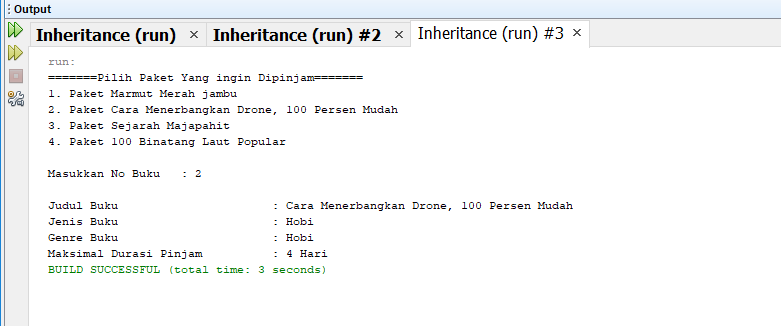 Output
Inheritance (run) × Inheritance (run) #2 × Inheritance (run) #3 ×
run:
=======Pilih Paket Yang ingin Dipinjam=======
1. Paket Marmut Merah jambu
2. Paket Cara Menerbangkan Drone, 100 Persen Mudah
3. Paket Sejarah Majapahit
4. Paket 100 Binatang Laut Popular
Masukkan No Buku : 2
Judul Buku : Cara Menerbangkan Drone, 100 Persen Mudah
Jenis Buku : Hobi
Genre Buku : Hobi
Maksimal Durasi Pinjam : 4 Hari
BUILD SUCCESSFUL (total time: 3 seconds)